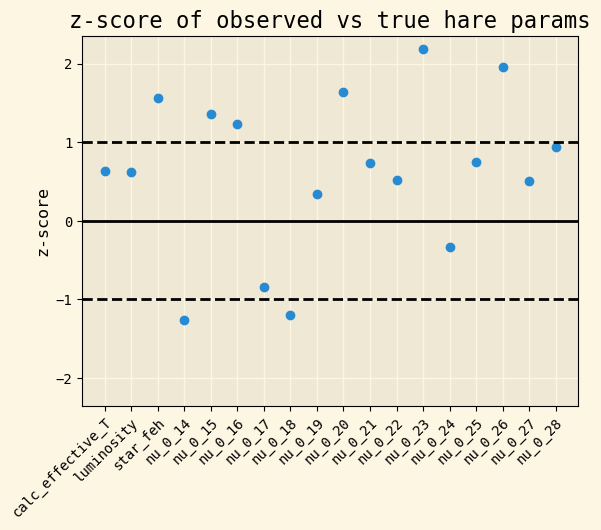 z-score of observed vs true hare params
z-score
2
1
0
−1
−2
calc_effective_T
luminosity
star_feh
nu_0_14
nu_0_15
nu_0_16
nu_0_17
nu_0_18
nu_0_19
nu_0_20
nu_0_21
nu_0_22
nu_0_23
nu_0_24
nu_0_25
nu_0_26
nu_0_27
nu_0_28